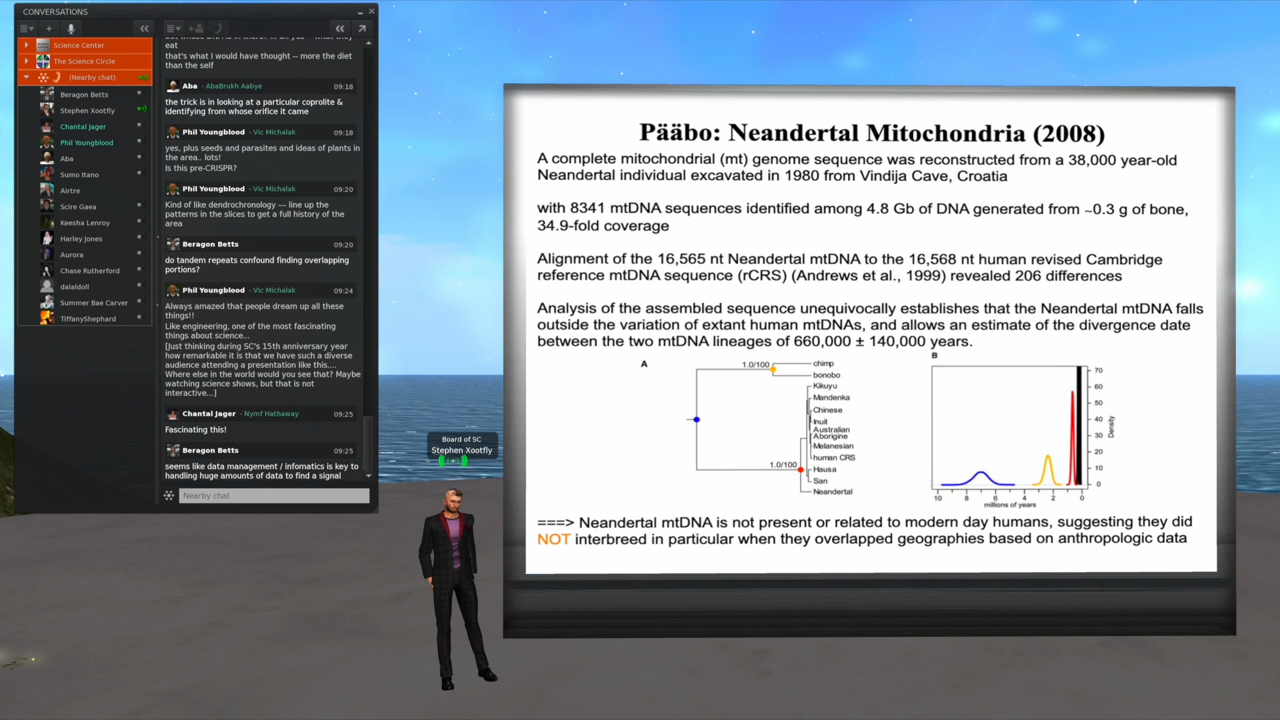 CONVERSATIONS
Science Center
The Science Circle
(Nearby chat)
Beragon Betts
Stephen Xootfly
Chantal Jager
Phil Youngblood
Aba
Sumo Itano
Airtre
Scire Gaea
Keesha Lenroy
Harley Jones
Aurora
Chase Rutherford
dalaldoll
Summer Bae Carver
TiffanyShephard
eat
that's what I would have thought -- more the diet
than the self
Aba - AbaBrukh Aabye 09:18
the trick is in looking at a particular coprolite &
identifying from whose orifice it came
Phil Youngblood - Vic Michalak 09:18
yes, plus seeds and parasites and ideas of plants in
the area.. lots!
Is this pre-CRISPR?
Phil Youngblood - Vic Michalak 09:20
Kind of like dendrochronology --- line up the
patterns in the slices to get a full history of the
area
Beragon Betts 09:20
do tandem repeats confound finding overlapping
portions?
Phil Youngblood - Vic Michalak 09:24
Always amazed that people dream up all these
things!!
Like engineering, one of the most fascinating
things about science...
[Just thinking during SC's 15th anniversary year
how remarkable it is that we have such a diverse
audience attending a presentation like this....
Where else in the world would you see that? Maybe
watching science shows, but that is not
interactive...]
Chantal Jager - Nymf Hathaway 09:25
Fascinating this!
Beragon Betts 09:25
seems like data management / infomatics is key to
handling huge amounts of data to find a signal
Nearby chat
Board of SC
Stephen Xootfly
Pääbo: Neandertal Mitochondria (2008)
A complete mitochondrial (mt) genome sequence was reconstructed from a 38,000 year-old
Neandertal individual excavated in 1980 from Vindija Cave, Croatia
with 8341 mtDNA sequences identified among 4.8 Gb of DNA generated from ~0.3 g of bone,
34.9-fold coverage
Alignment of the 16,565 nt Neandertal mtDNA to the 16,568 nt human revised Cambridge
reference mtDNA sequence (rCRS) (Andrews et al., 1999) revealed 206 differences
Analysis of the assembled sequence unequivocally establishes that the Neandertal mtDNA falls
outside the variation of extant human mtDNAs, and allows an estimate of the divergence date
between the two mtDNA lineages of 660,000 ± 140,000 years.
A
1.0/100
1.0/100
chimp
bonobo
Kikuyu
Mandenka
Chinese
Inuit
Australian
Aborigine
Melanesian
human CRS
Hausa
San
Neandertal
B
70
60
50
40
30
20
10
0
Density
10 8 6 4 2 0
millions of years
===> Neandertal mtDNA is not present or related to modern day humans, suggesting they did
NOT interbreed in particular when they overlapped geographies based on anthropologic data